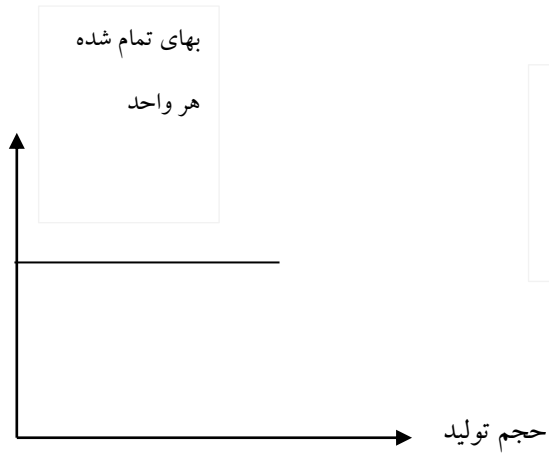 بهای تمام شده
هر واحد
حجم تولید